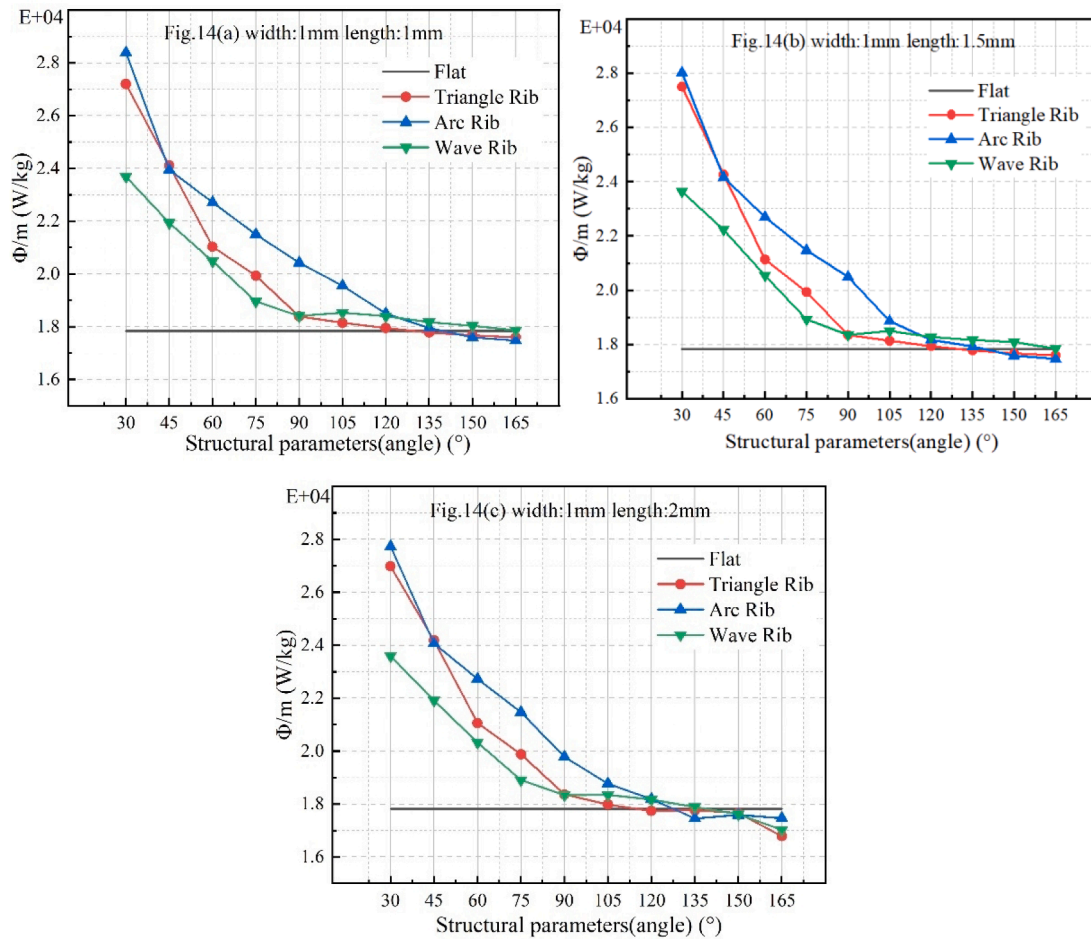 E+04
Fig.14(a) width:1mm length:1mm
Flat
Triangle Rib
Arc Rib
Wave Rib
2.8
2.6
2.4
2.2
2.0
1.8
1.6
Φ/m (W/kg)
30 45 60 75 90 105 120 135 150 165
Structural parameters(angle) (°)
E+04
Fig.14(b) width:1mm length:1.5mm
Flat
Triangle Rib
Arc Rib
Wave Rib
2.8
2.6
2.4
2.2
2.0
1.8
1.6
Φ/m (W/kg)
30 45 60 75 90 105 120 135 150 165
Structural parameters(angle) (°)
E+04
Fig.14(c) width:1mm length:2mm
Flat
Triangle Rib
Arc Rib
Wave Rib
2.8
2.6
2.4
2.2
2.0
1.8
1.6
Φ/m (W/kg)
30 45 60 75 90 105 120 135 150 165
Structural parameters(angle) (°)